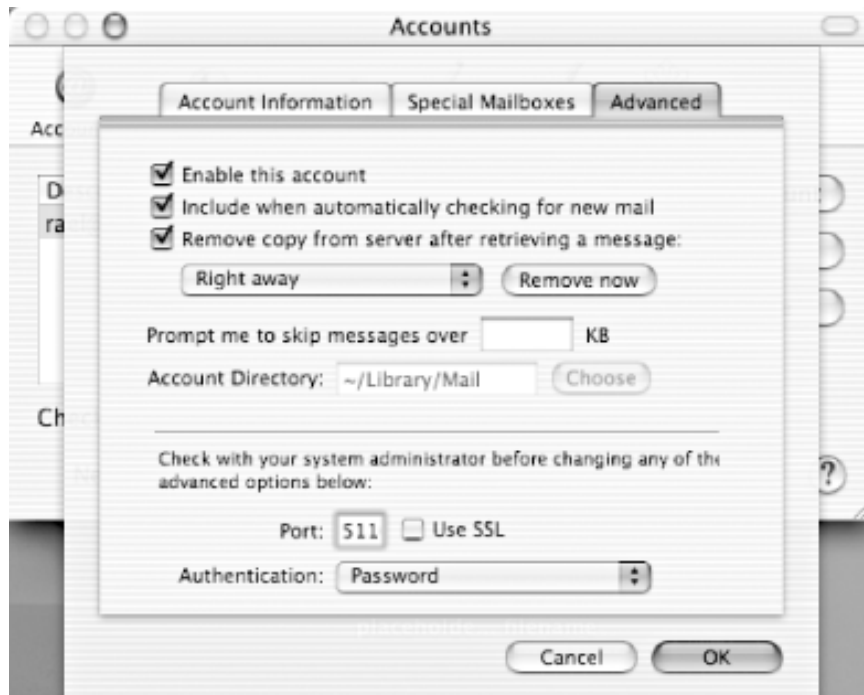 Accounts
Account Information Special Mailboxes Advanced
Acc
Enable this account
Include when automatically checking for new mail
Remove copy from server after retrieving a message:
ra
Right away Remove now
Prompt me to skip messages over KB
Account Directory: ~/Library/Mail Choose
Check with your system administrator before changing any of the
advanced options below:
?
Port: 511 Use SSL
Authentication: Password
Cancel OK